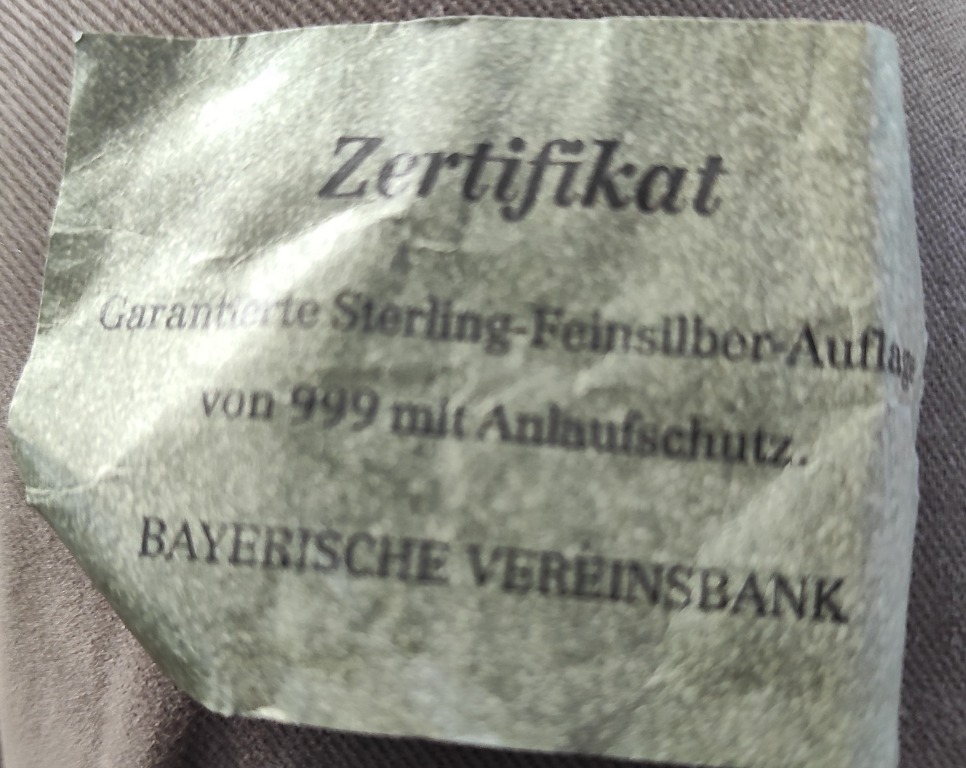 Zertifikat
Garantierte Sterling-Feinsilber-Auflage
von 999 mit Anlaufschutz.
BAYERISCHE VEREINSBANK